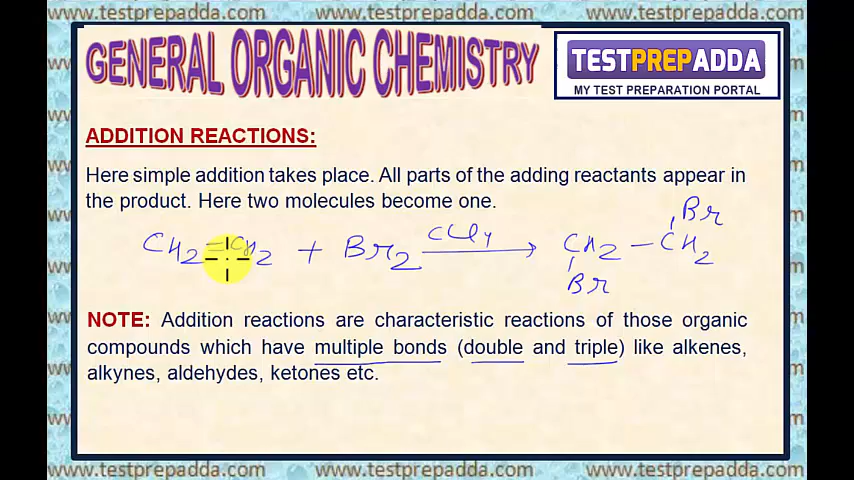 www.testprepadda.com www.testprepadda.com www.testprepadda.com
GENERAL ORGANIC CHEMISTRY
TESTPREPADDA
MY TEST PREPARATION PORTAL
ADDITION REACTIONS:
Here simple addition takes place. All parts of the adding reactants appear in
the product. Here two molecules become one.
Br
CH2=CH2 + Br2 CCl4 CH2 - CH2
Br
NOTE: Addition reactions are characteristic reactions of those organic
compounds which have multiple bonds (double and triple) like alkenes,
alkynes, aldehydes, ketones etc.
www.testprepadda.com www.testprepadda.com www.testprepadda.com